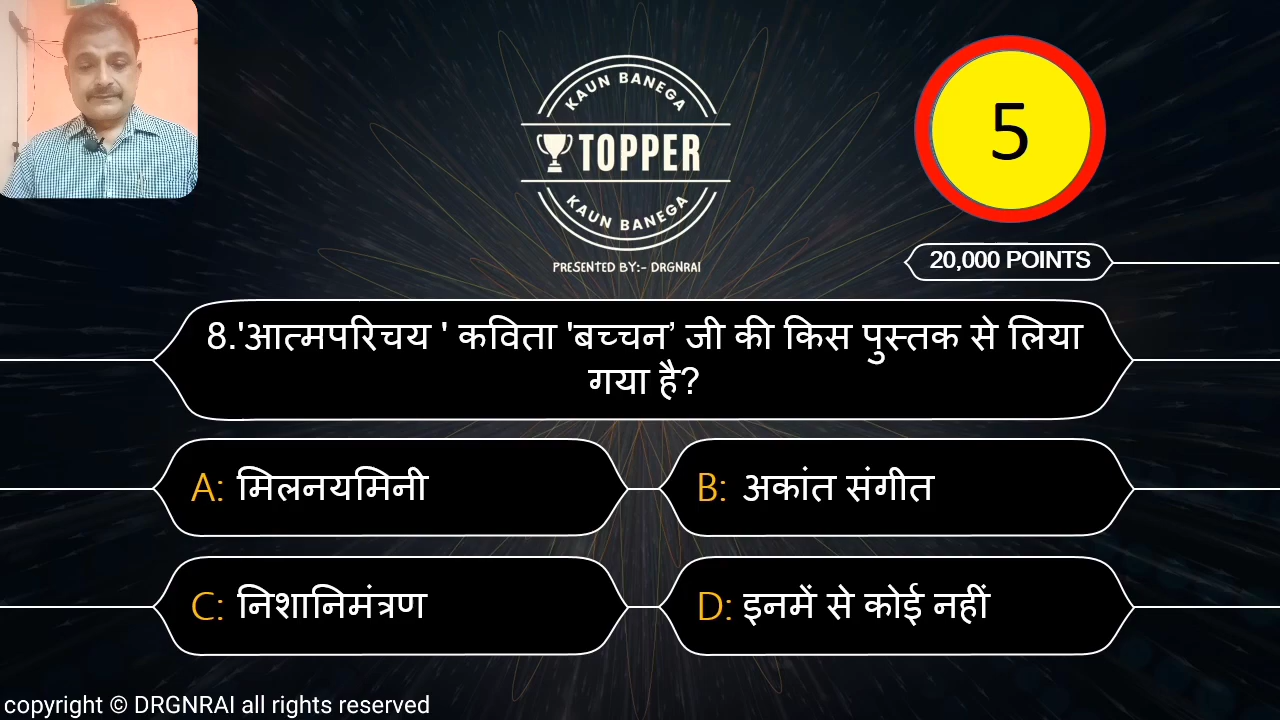 KAUN BANEGA
TOPPER
KAUN BANEGA
PRESENTED BY:- DRGNRAI
5
20,000 POINTS
8.'आत्मपरिचय ' कविता 'बच्चन’ जी की किस पुस्तक से लिया
गया है?
A: मिलनयमिनी
B: अकांत संगीत
C: निशानिमंत्रण
D: इनमें से कोई नहीं
copyright © DRGNRAI all rights reserved